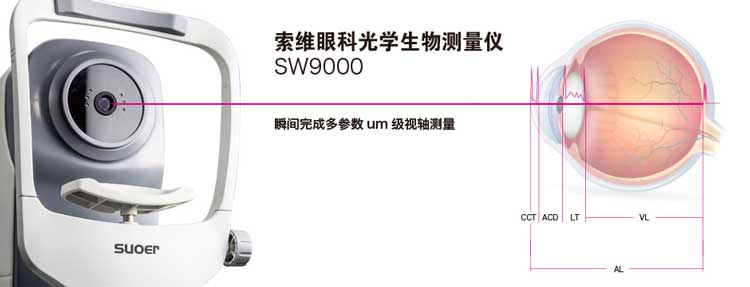 索维眼科光学生物测量仪
SW9000
瞬间完成多参数 um 级视轴测量
CCT ACD LT VL
AL
SUOER